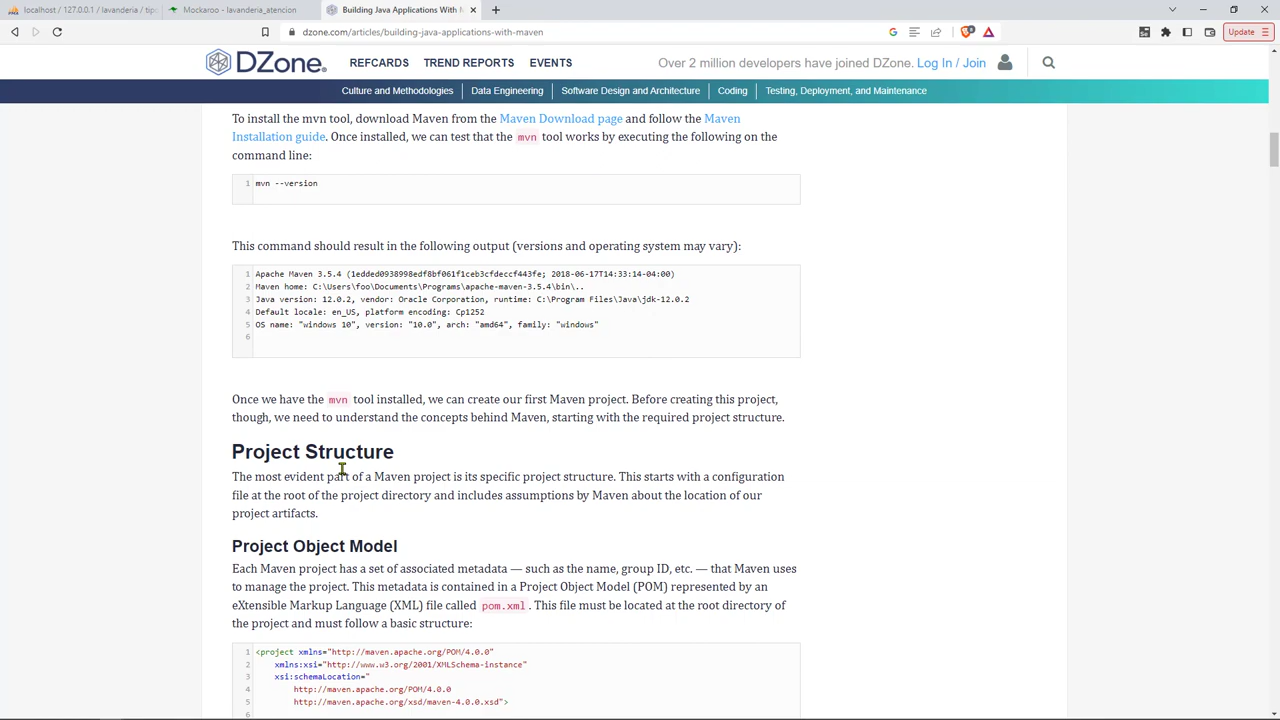 localhost / 127.0.0.1 / lavanderia / tip
Mockaroo - lavanderia_atencion
Building Java Applications With M
dzone.com/articles/building-java-applications-with-maven
Update
DZone.
REFCARDS
TREND REPORTS
EVENTS
Over 2 million developers have joined DZone. Log In / Join
Culture and Methodologies
Data Engineering
Software Design and Architecture
Coding
Testing, Deployment, and Maintenance
To install the mvn tool, download Maven from the Maven Download page and follow the Maven
Installation guide. Once installed, we can test that the mvn tool works by executing the following on the
command line:
1 mvn --version
This command should result in the following output (versions and operating system may vary):
1 Apache Maven 3.5.4 (1edded0938998edf8bf061f1ceb3cfdeccf443fe; 2018-06-17T14:33:14-04:00)
2 Maven home: C:\Users\foo\Documents\Programs\apache-maven-3.5.4\bin\..
3 Java version: 12.0.2, vendor: Oracle Corporation, runtime: C:\Program Files\Java\jdk-12.0.2
4 Default locale: en_US, platform encoding: Cp1252
5 OS name: "windows 10", version: "10.0", arch: "amd64", family: "windows"
6
Once we have the mvn tool installed, we can create our first Maven project. Before creating this project,
though, we need to understand the concepts behind Maven, starting with the required project structure.
Project Structure
The most evident part of a Maven project is its specific project structure. This starts with a configuration
file at the root of the project directory and includes assumptions by Maven about the location of our
project artifacts.
Project Object Model
Each Maven project has a set of associated metadata — such as the name, group ID, etc. — that Maven uses
to manage the project. This metadata is contained in a Project Object Model (POM) represented by an
eXtensible Markup Language (XML) file called pom.xml. This file must be located at the root directory of
the project and must follow a basic structure:
1 <project xmlns="http://maven.apache.org/POM/4.0.0"
2 xmlns:xsi="http://www.w3.org/2001/XMLSchema-instance"
3 xsi:schemaLocation="
4 http://maven.apache.org/POM/4.0.0
5 http://maven.apache.org/xsd/maven-4.0.0.xsd">
6